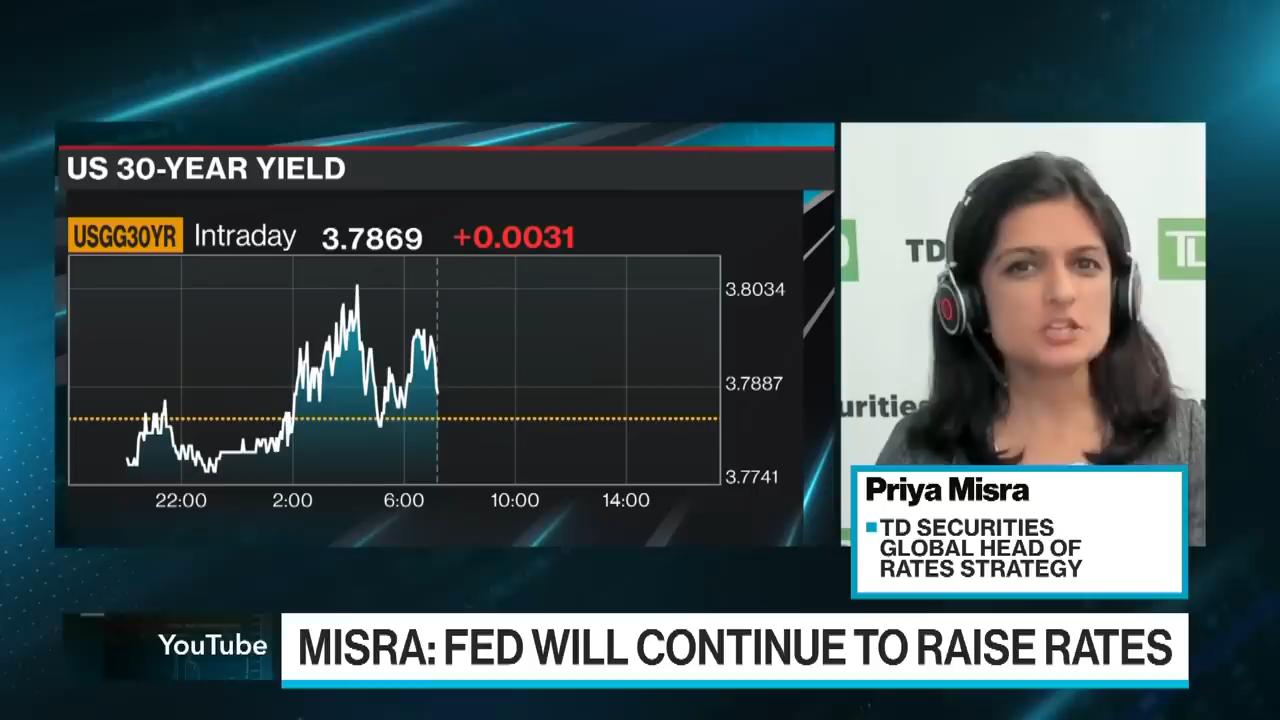 US 30-YEAR YIELD
USGG30YR Intraday 3.7869 +0.0031
3.8034
3.7887
3.7741
22:00 2:00 6:00 10:00 14:00
TD
TD
urities
Priya Misra
TD SECURITIES
GLOBAL HEAD OF
RATES STRATEGY
YouTube
MISRA: FED WILL CONTINUE TO RAISE RATES